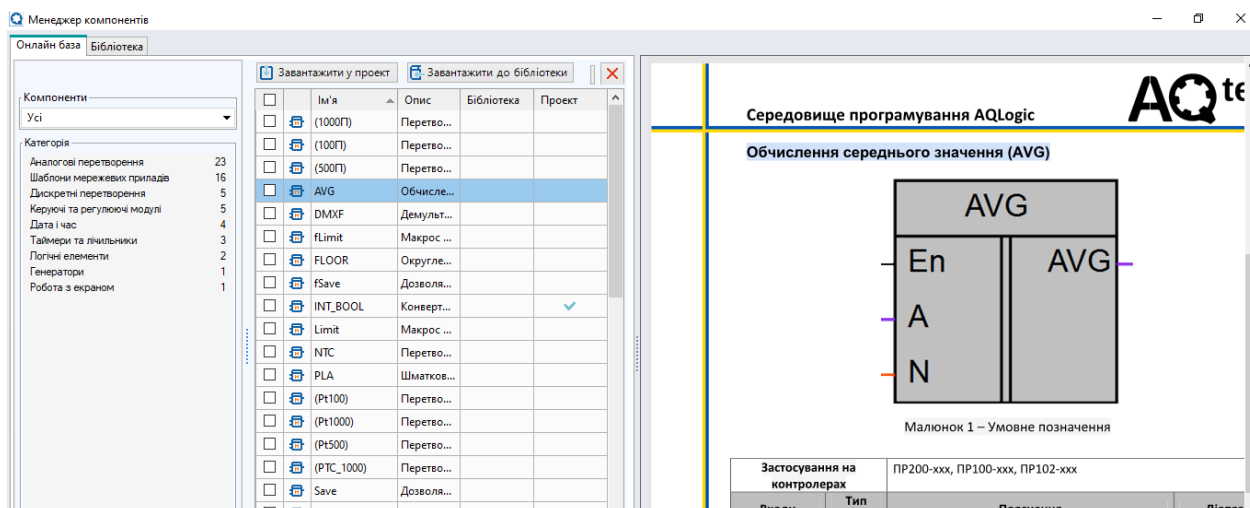 Менеджер компонентів
Онлайн база
Бібліотека
Завантажити у проект
Завантажити до бібліотеки
Компоненти
Усі
Категорія
Аналогові перетворення 23
Шаблони мережевих приладів 16
Дискретні перетворення 5
Керуючі та регулюючі модулі 5
Дата і час 4
Таймери та лічильники 3
Логічні елементи 2
Генератори 1
Робота з екраном 1
Ім'я Опис Бібліотека Проект
(1000П) Перетво...
(100П) Перетво...
(500П) Перетво...
AVG Обчисле...
DMXF Демульт...
fLimit Макрос ...
FLOOR Округле...
fSave Дозволя...
INT_BOOL Конверт...
Limit Макрос ...
NTC Перетво...
PLA Шматков...
(Pt100) Перетво...
(Pt1000) Перетво...
(Pt500) Перетво...
(PTC_1000) Перетво...
Save Дозволя...
AQte
Середовище програмування AQLogic
Обчислення середнього значення (AVG)
AVG
En AVG
A
N
Малюнок 1 – Умовне позначення
Застосування на контролерах
ПР200-xxx, ПР100-xxx, ПР102-xxx
Тип